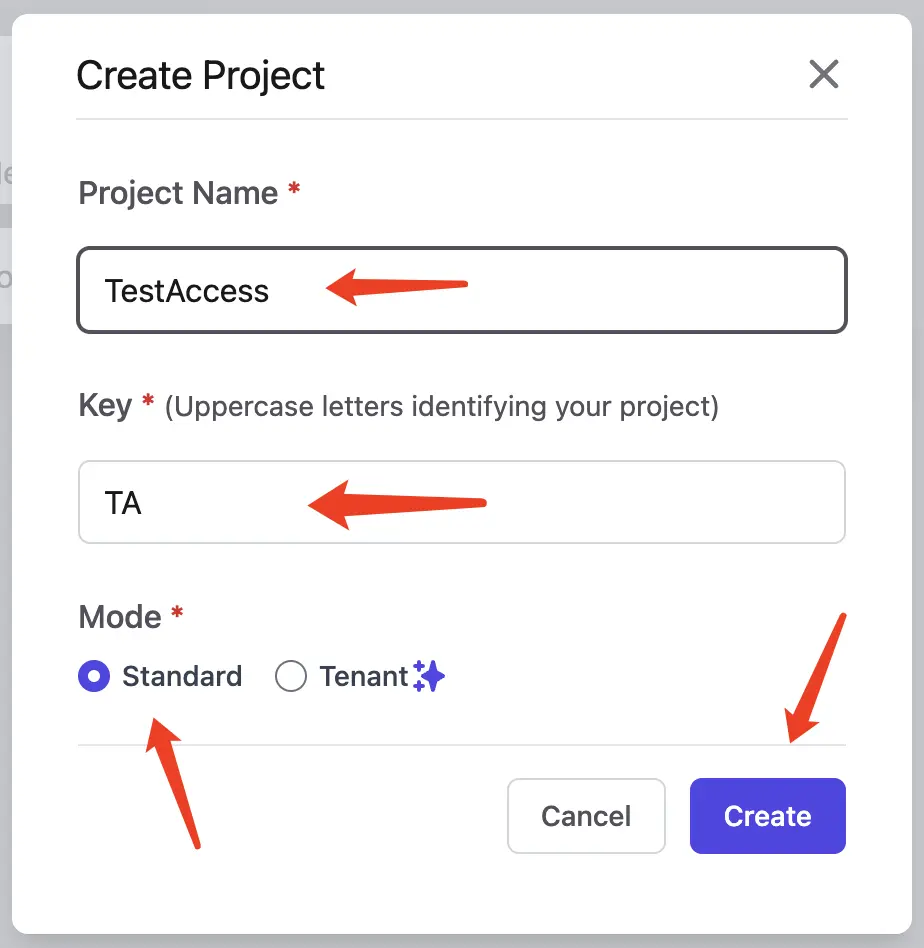 Create Project
Project Name *
TestAccess
Key * (Uppercase letters identifying your project)
TA
Mode *
Standard Tenant
Cancel Create